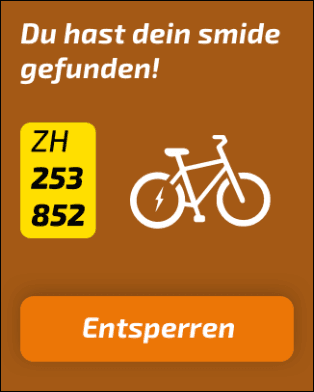 Du hast dein smide
gefunden!
ZH
253
852
Entsperren